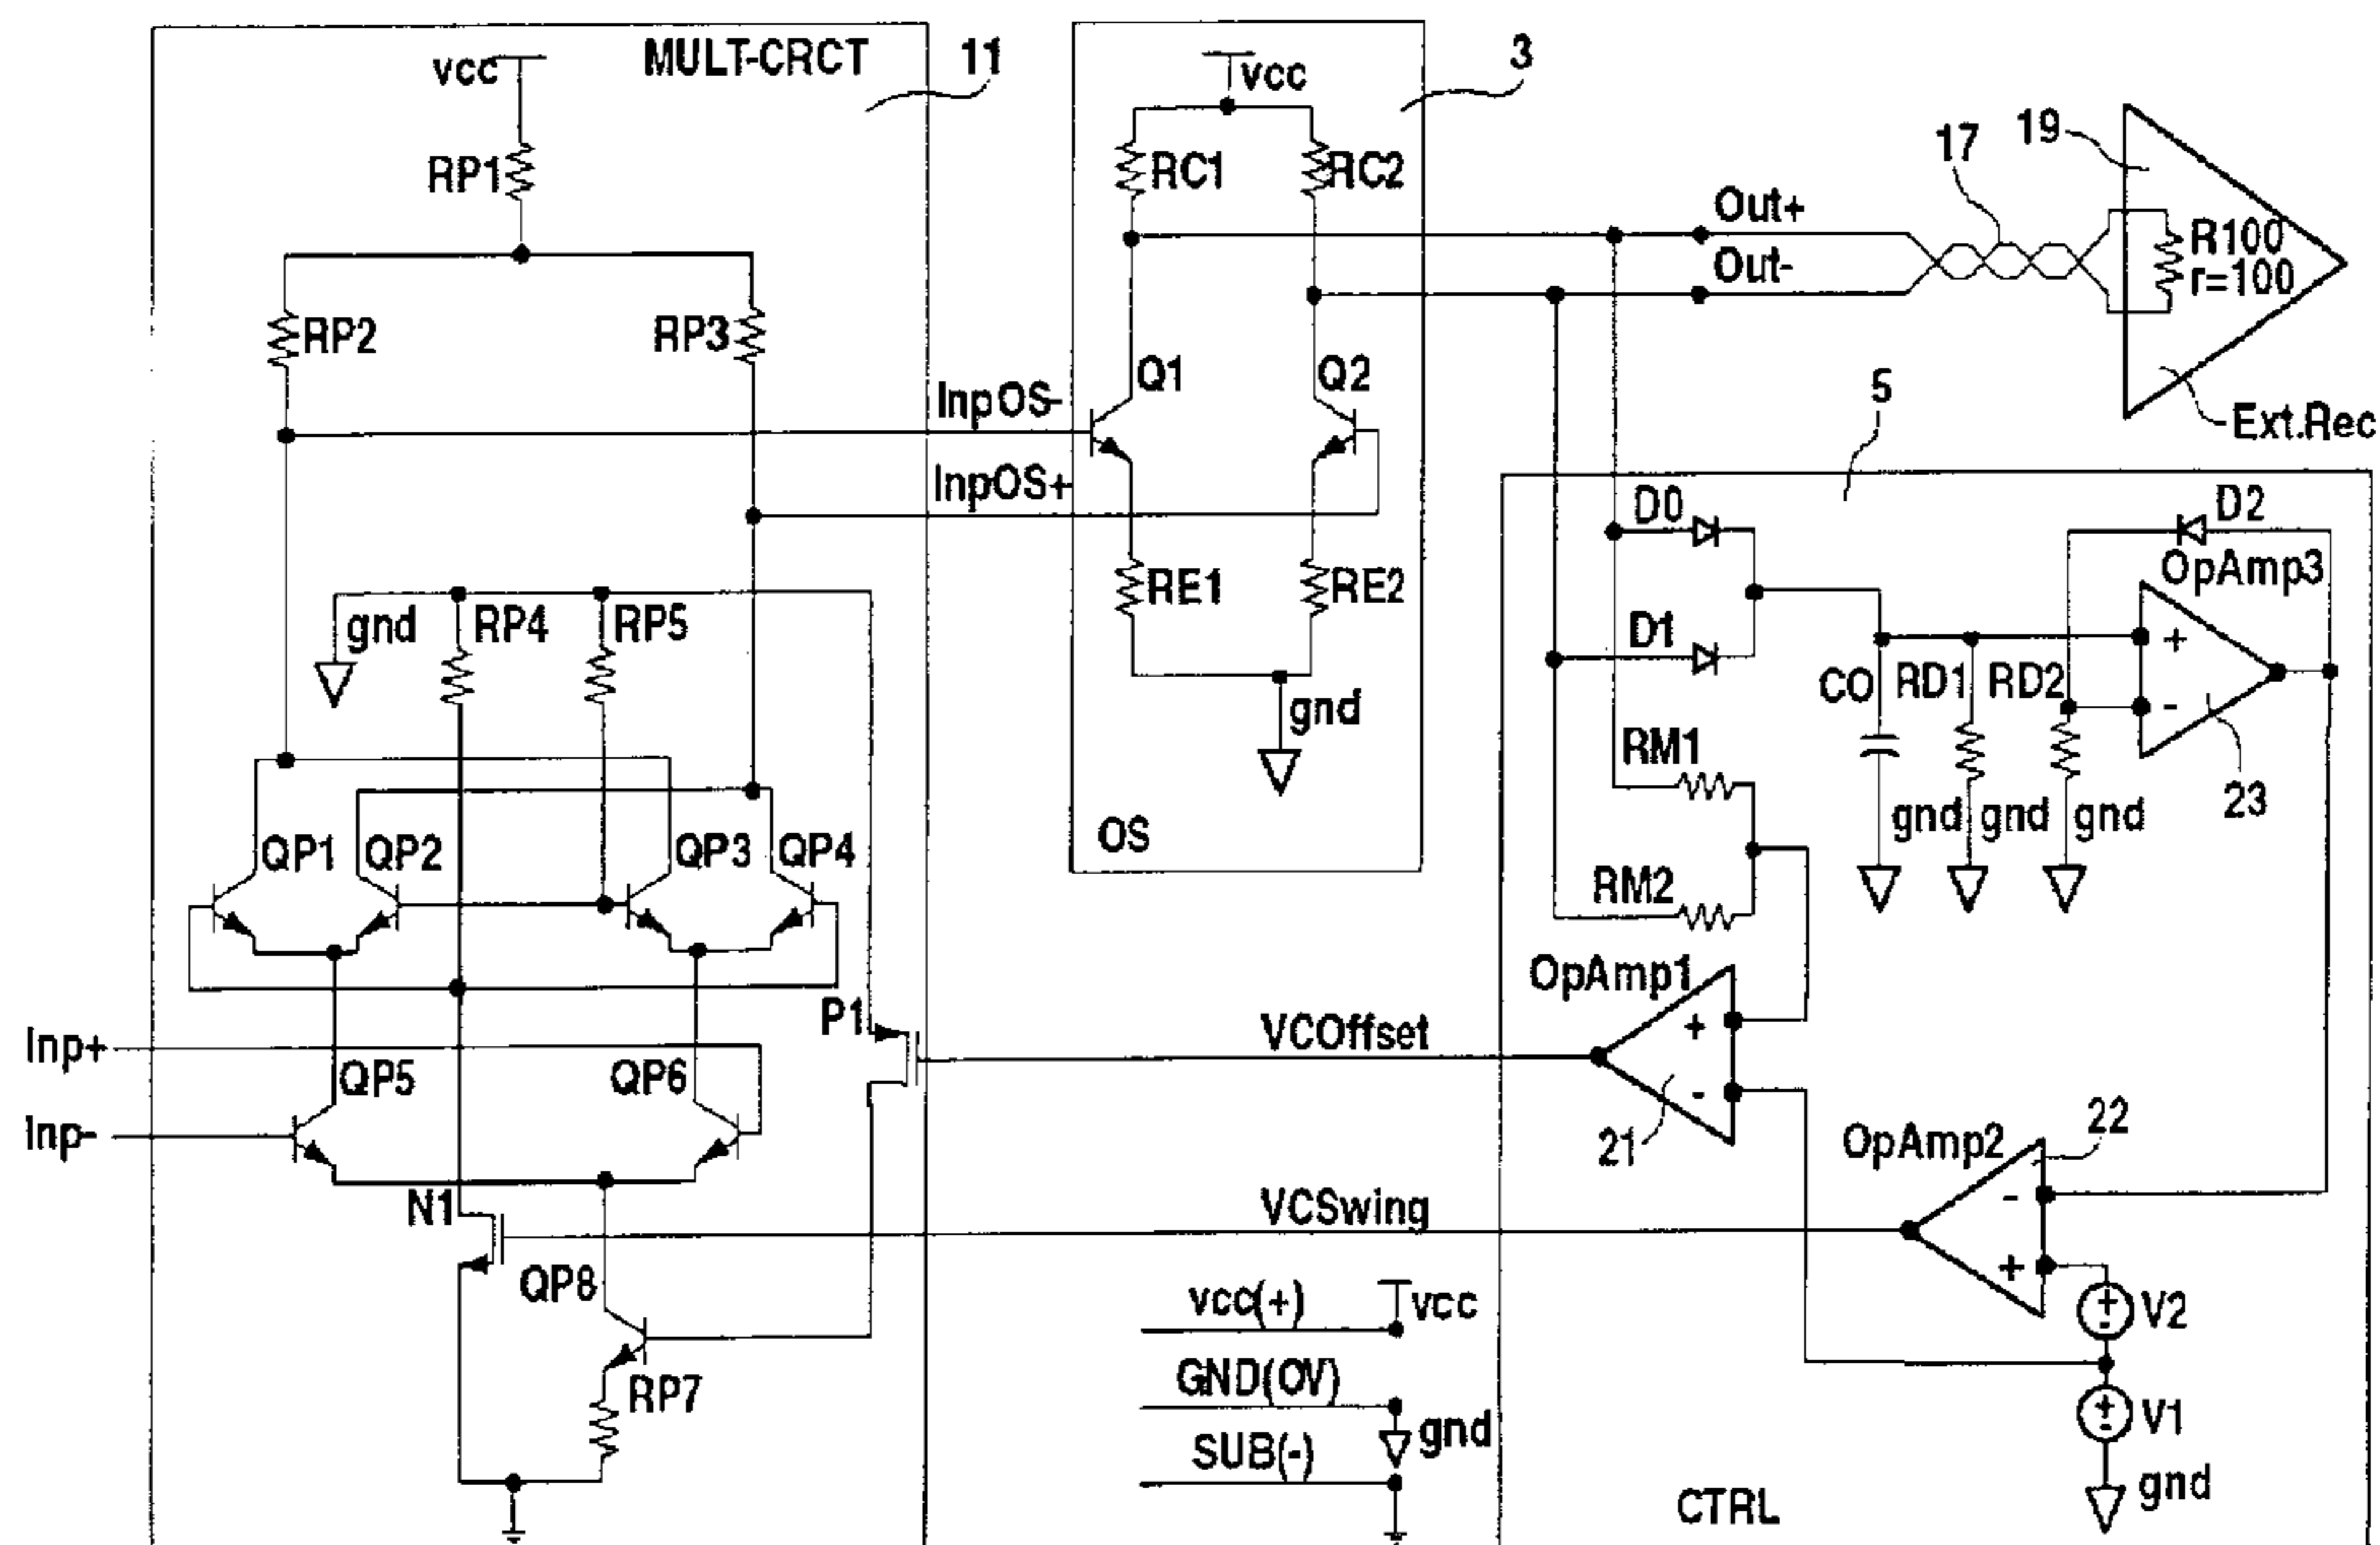 MULT-CRCT
11
vcc
RP1
RP2
RP3
InpOS-
InpOS+
gnd
RP4
RP5
QP1
QP2
QP3
QP4
P1
Inp+
QP5
QP6
Inp-
N1
QP8
RP7
3
vcc
RC1
RC2
Q1
Q2
RE1
RE2
gnd
OS
Out+
Out-
17
19
R100
r=100
Ext.Rec
5
D0
D1
D2
OpAmp3
CO
RD1
RD2
23
gnd
gnd
gnd
RM1
RM2
OpAmp1
21
VCOffset
OpAmp2
22
VCSwing
V2
V1
gnd
vcc(+)
vcc
GND(0V)
gnd
SUB(-)
CTRL
+
-
+
-
-
+
+
-
+
-